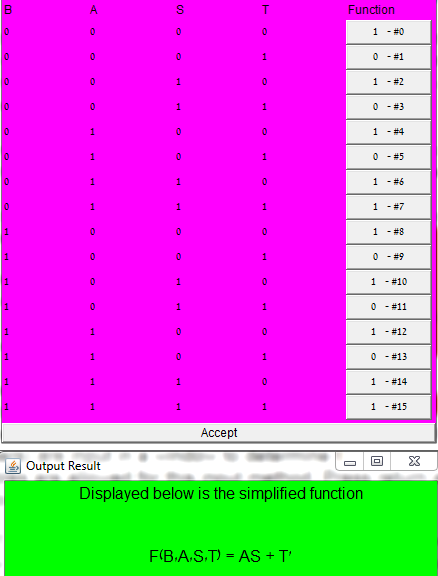 B A S T Function
0 0 0 0 1 - #0
0 0 0 1 0 - #1
0 0 1 0 1 - #2
0 0 1 1 0 - #3
0 1 0 0 1 - #4
0 1 0 1 0 - #5
0 1 1 0 1 - #6
0 1 1 1 1 - #7
1 0 0 0 1 - #8
1 0 0 1 0 - #9
1 0 1 0 1 - #10
1 0 1 1 0 - #11
1 1 0 0 1 - #12
1 1 0 1 0 - #13
1 1 1 0 1 - #14
1 1 1 1 1 - #15
Accept
Output Result
Displayed below is the simplified function
F(B,A,S,T) = AS + T'